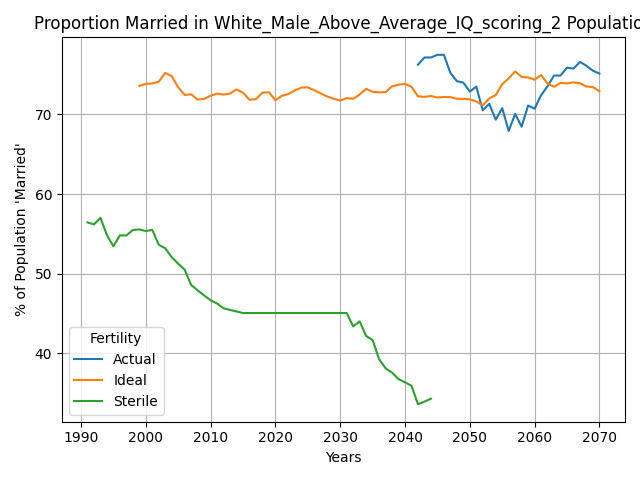 Proportion Married in White_Male_Above_Average_IQ_scoring_2 Populatio
% of Population 'Married'
70
60
50
40
Fertility
Actual
Ideal
Sterile
1990 2000 2010 2020 2030 2040 2050 2060 2070
Years